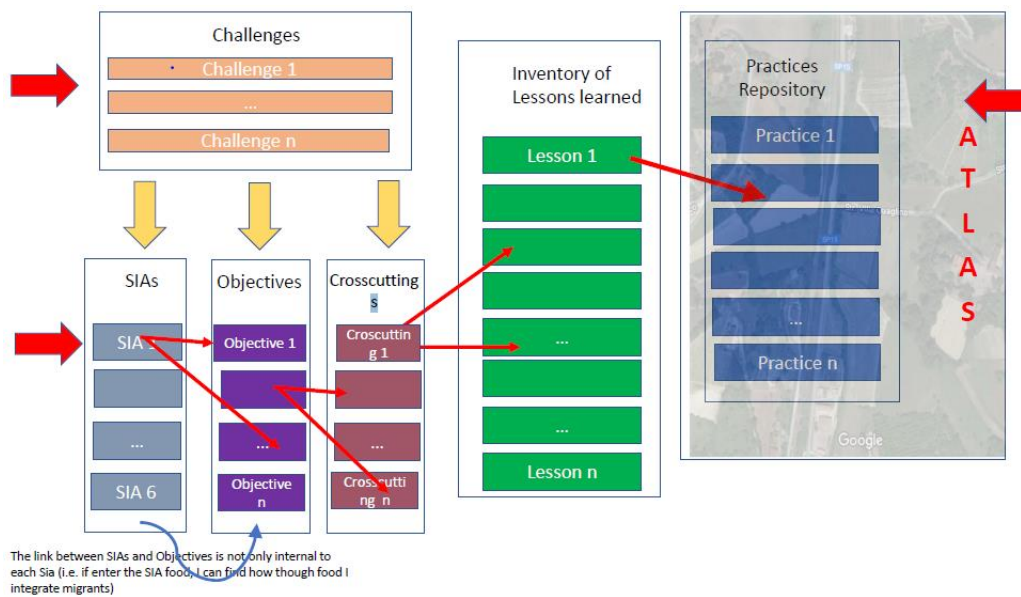 Challenges
Challenge 1
...
Challenge n
SIAs
SIA 1
...
SIA 6
Objectives
Objective 1
...
Objective
n
Crosscutting
s
Croscuttin
g 1
...
Crosscutti
ng n
Inventory of
Lessons learned
Lesson 1
...
...
Lesson n
Practices
Repository
Practice 1
...
Practice n
Google
A
T
L
A
S
The link between SIAs and Objectives is not only internal to
each Sia (i.e. if enter the SIA food, I can find how though food I
integrate migrants)